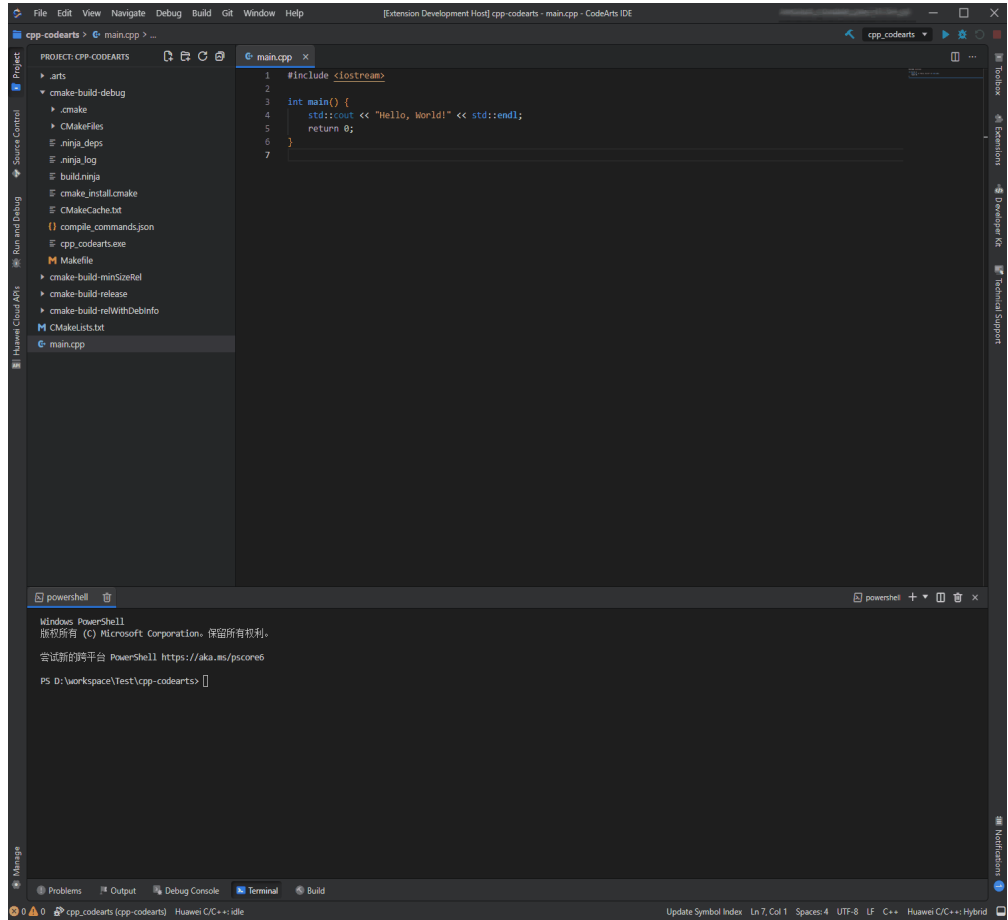 File Edit View Navigate Debug Build Git Window Help [Extension Development Host] cpp-codearts - main.cpp - CodeArts IDE
cpp-codearts > main.cpp > ... cpp_codearts
PROJECT: CPP-CODEARTS
.arts
cmake-build-debug
.cmake
CMakeFiles
.ninja_deps
.ninja_log
build.ninja
cmake_install.cmake
CMakeCache.txt
compile_commands.json
cpp_codearts.exe
Makefile
cmake-build-minSizeRel
cmake-build-release
cmake-build-relWithDebInfo
CMakeLists.txt
main.cpp
Project
Source Control
Run and Debug
Huawei Cloud APIs
Manage
main.cpp
1 #include <iostream>
2
3 int main() {
4 std::cout << "Hello, World!" << std::endl;
5 return 0;
6 }
7
Toolbox
Extensions
Developer Kit
Technical Support
Notifications
powershell powershell
Windows PowerShell
版权所有 (C) Microsoft Corporation。保留所有权利。
尝试新的跨平台 PowerShell https://aka.ms/pscore6
PS D:\workspace\Test\cpp-codearts>
Problems Output Debug Console Terminal Build
0 0 cpp_codearts (cpp-codearts) Huawei C/C++: idle Update Symbol Index Ln 7, Col 1 Spaces: 4 UTF-8 LF C++ Huawei C/C++: Hybrid